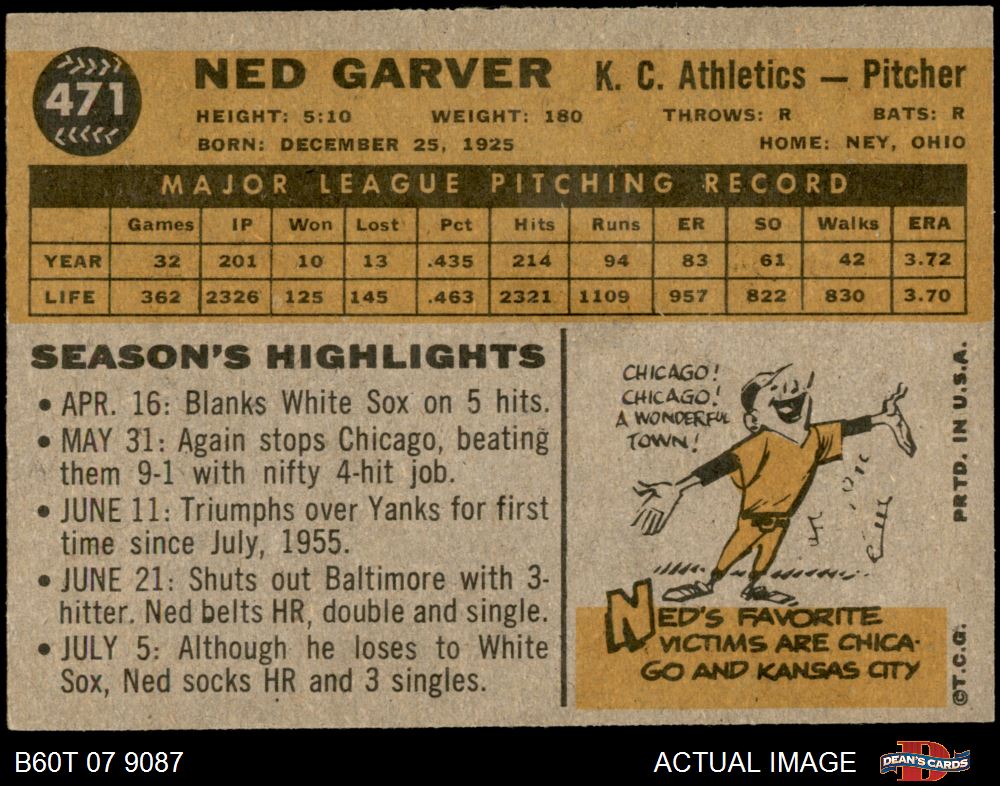 471
NED GARVER K. C. Athletics — Pitcher
HEIGHT: 5:10 WEIGHT: 180 THROWS: R BATS: R
BORN: DECEMBER 25, 1925 HOME: NEY, OHIO
MAJOR LEAGUE PITCHING RECORD
Games IP Won Lost Pct Hits Runs ER SO Walks ERA
YEAR 32 201 10 13 .435 214 94 83 61 42 3.72
LIFE 362 2326 125 145 .463 2321 1109 957 822 830 3.70
SEASON'S HIGHLIGHTS
• APR. 16: Blanks White Sox on 5 hits.
• MAY 31: Again stops Chicago, beating
them 9-1 with nifty 4-hit job.
• JUNE 11: Triumphs over Yanks for first
time since July, 1955.
• JUNE 21: Shuts out Baltimore with 3-
hitter. Ned belts HR, double and single.
• JULY 5: Although he loses to White
Sox, Ned socks HR and 3 singles.
CHICAGO!
CHICAGO!
A WONDERFUL
TOWN!
NED'S FAVORITE
VICTIMS ARE CHICA-
GO AND KANSAS CITY
PRTD. IN U.S.A.
©T.C.G.
B60T 07 9087 ACTUAL IMAGE
DEAN'S CARDS